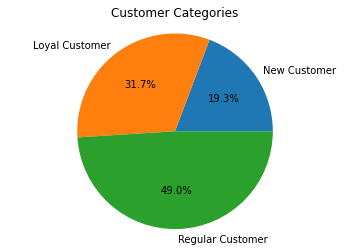 Customer Categories
Loyal Customer
New Customer
31.7%
19.3%
49.0%
Regular Customer